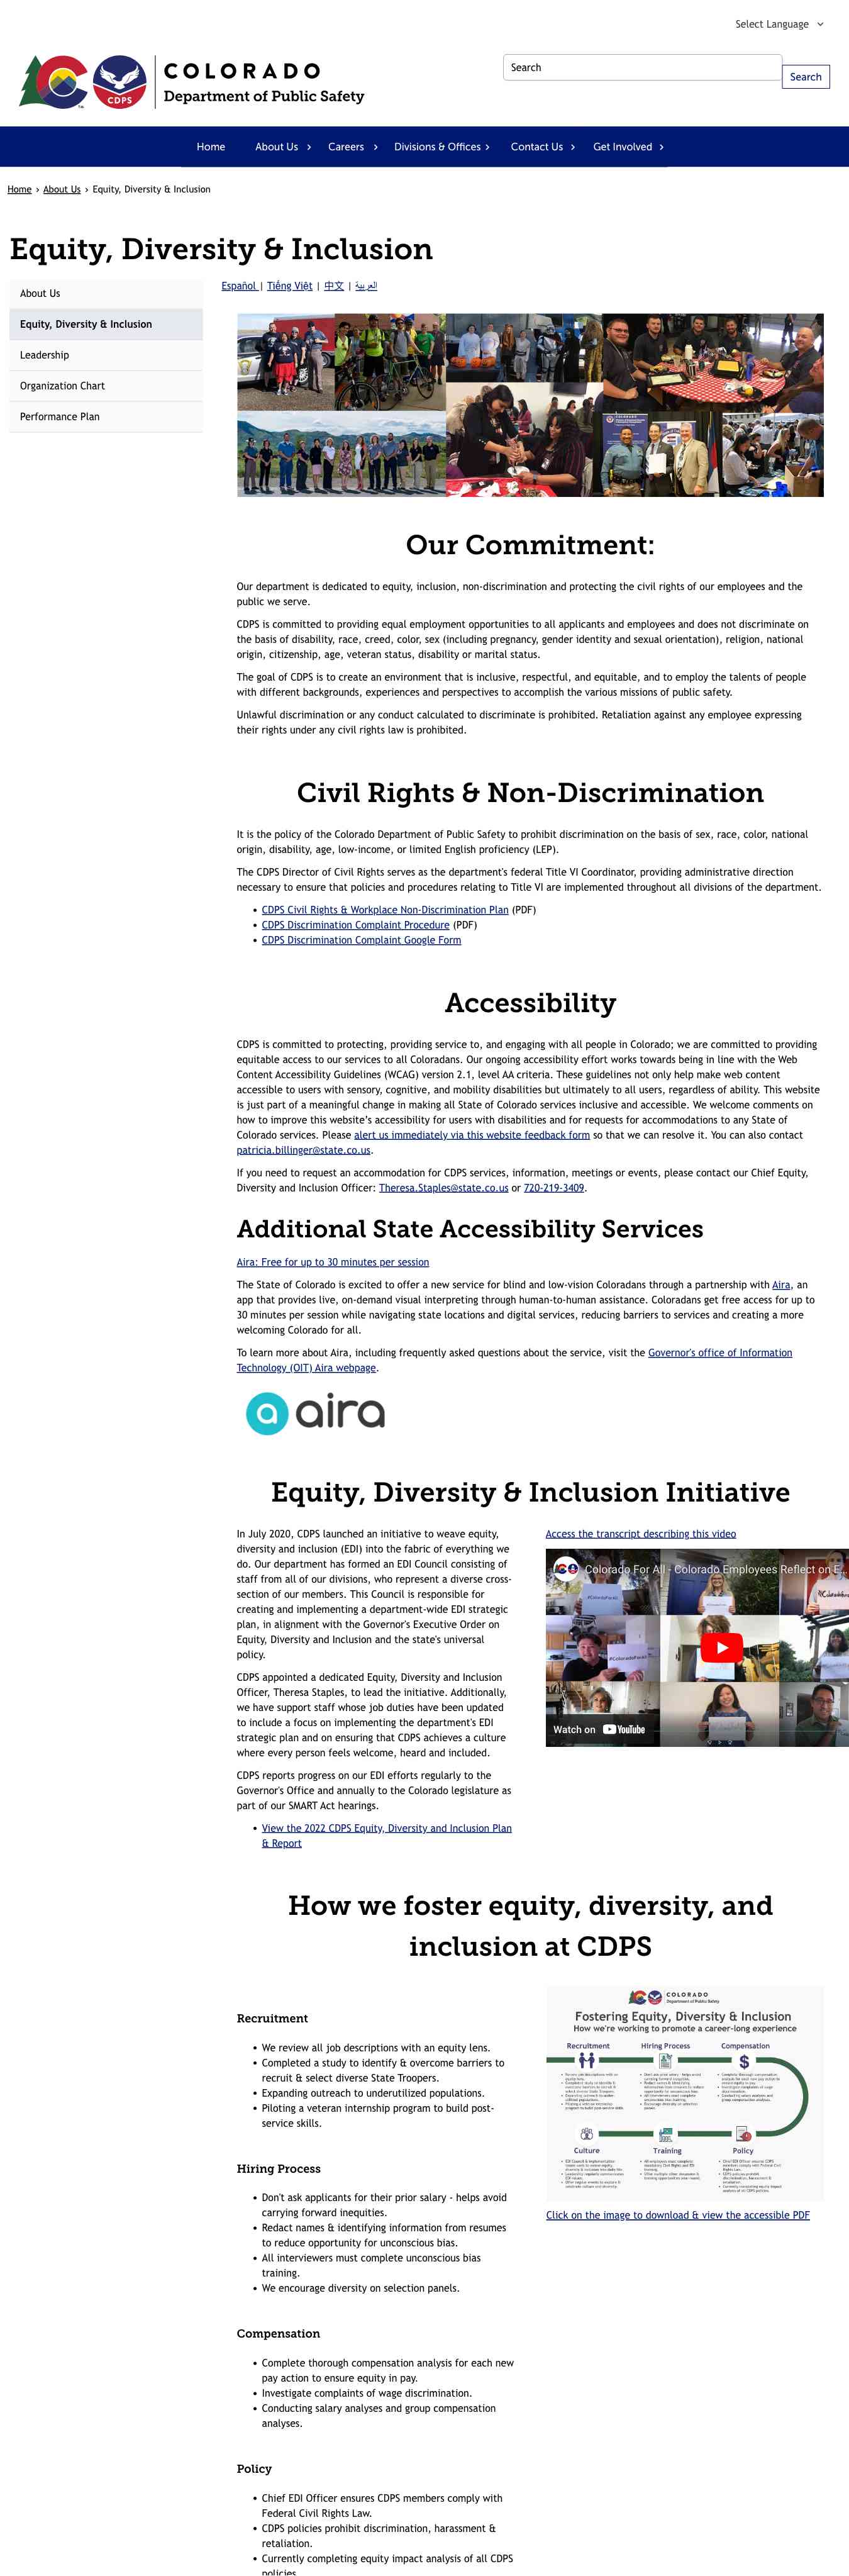 Select Language
COLORADO
Department of Public Safety
CDPS
Search
Search
Home About Us Careers Divisions & Offices Contact Us Get Involved
Home › About Us › Equity, Diversity & Inclusion
Equity, Diversity & Inclusion
About Us
Equity, Diversity & Inclusion
Leadership
Organization Chart
Performance Plan
Español | Tiếng Việt | 中文 | العربية
Our Commitment:
Our department is dedicated to equity, inclusion, non-discrimination and protecting the civil rights of our employees and the
public we serve.
CDPS is committed to providing equal employment opportunities to all applicants and employees and does not discriminate on
the basis of disability, race, creed, color, sex (including pregnancy, gender identity and sexual orientation), religion, national
origin, citizenship, age, veteran status, disability or marital status.
The goal of CDPS is to create an environment that is inclusive, respectful, and equitable, and to employ the talents of people
with different backgrounds, experiences and perspectives to accomplish the various missions of public safety.
Unlawful discrimination or any conduct calculated to discriminate is prohibited. Retaliation against any employee expressing
their rights under any civil rights law is prohibited.
Civil Rights & Non-Discrimination
It is the policy of the Colorado Department of Public Safety to prohibit discrimination on the basis of sex, race, color, national
origin, disability, age, low-income, or limited English proficiency (LEP).
The CDPS Director of Civil Rights serves as the department's federal Title VI Coordinator, providing administrative direction
necessary to ensure that policies and procedures relating to Title VI are implemented throughout all divisions of the department.
• CDPS Civil Rights & Workplace Non-Discrimination Plan (PDF)
• CDPS Discrimination Complaint Procedure (PDF)
• CDPS Discrimination Complaint Google Form
Accessibility
CDPS is committed to protecting, providing service to, and engaging with all people in Colorado; we are committed to providing
equitable access to our services to all Coloradans. Our ongoing accessibility effort works towards being in line with the Web
Content Accessibility Guidelines (WCAG) version 2.1, level AA criteria. These guidelines not only help make web content
accessible to users with sensory, cognitive, and mobility disabilities but ultimately to all users, regardless of ability. This website
is just part of a meaningful change in making all State of Colorado services inclusive and accessible. We welcome comments on
how to improve this website’s accessibility for users with disabilities and for requests for accommodations to any State of
Colorado services. Please alert us immediately via this website feedback form so that we can resolve it. You can also contact
patricia.billinger@state.co.us.
If you need to request an accommodation for CDPS services, information, meetings or events, please contact our Chief Equity,
Diversity and Inclusion Officer: Theresa.Staples@state.co.us or 720-219-3409.
Additional State Accessibility Services
Aira: Free for up to 30 minutes per session
The State of Colorado is excited to offer a new service for blind and low-vision Coloradans through a partnership with Aira, an
app that provides live, on-demand visual interpreting through human-to-human assistance. Coloradans get free access for up to
30 minutes per session while navigating state locations and digital services, reducing barriers to services and creating a more
welcoming Colorado for all.
To learn more about Aira, including frequently asked questions about the service, visit the Governor's office of Information
Technology (OIT) Aira webpage.
a aira
Equity, Diversity & Inclusion Initiative
In July 2020, CDPS launched an initiative to weave equity,
diversity and inclusion (EDI) into the fabric of everything we
do. Our department has formed an EDI Council consisting of
staff from all of our divisions, who represent a diverse cross-
section of our members. This Council is responsible for
creating and implementing a department-wide EDI strategic
plan, in alignment with the Governor's Executive Order on
Equity, Diversity and Inclusion and the state's universal
policy.
CDPS appointed a dedicated Equity, Diversity and Inclusion
Officer, Theresa Staples, to lead the initiative. Additionally,
we have support staff whose job duties have been updated
to include a focus on implementing the department's EDI
strategic plan and on ensuring that CDPS achieves a culture
where every person feels welcome, heard and included.
CDPS reports progress on our EDI efforts regularly to the
Governor's Office and annually to the Colorado legislature as
part of our SMART Act hearings.
• View the 2022 CDPS Equity, Diversity and Inclusion Plan
& Report
Access the transcript describing this video
Colorado For All - Colorado Employees Reflect on E...
#ColoradoForAll
Watch on YouTube
How we foster equity, diversity, and
inclusion at CDPS
Recruitment
• We review all job descriptions with an equity lens.
• Completed a study to identify & overcome barriers to
recruit & select diverse State Troopers.
• Expanding outreach to underutilized populations.
• Piloting a veteran internship program to build post-
service skills.
Hiring Process
• Don't ask applicants for their prior salary - helps avoid
carrying forward inequities.
• Redact names & identifying information from resumes
to reduce opportunity for unconscious bias.
• All interviewers must complete unconscious bias
training.
• We encourage diversity on selection panels.
Compensation
• Complete thorough compensation analysis for each new
pay action to ensure equity in pay.
• Investigate complaints of wage discrimination.
• Conducting salary analyses and group compensation
analyses.
Policy
• Chief EDI Officer ensures CDPS members comply with
Federal Civil Rights Law.
• CDPS policies prohibit discrimination, harassment &
retaliation.
• Currently completing equity impact analysis of all CDPS
policies
COLORADO
Department of Public Safety
Fostering Equity, Diversity & Inclusion
How we're working to promote a career-long experience
Recruitment Hiring Process Compensation
Culture Training Policy
Click on the image to download & view the accessible PDF